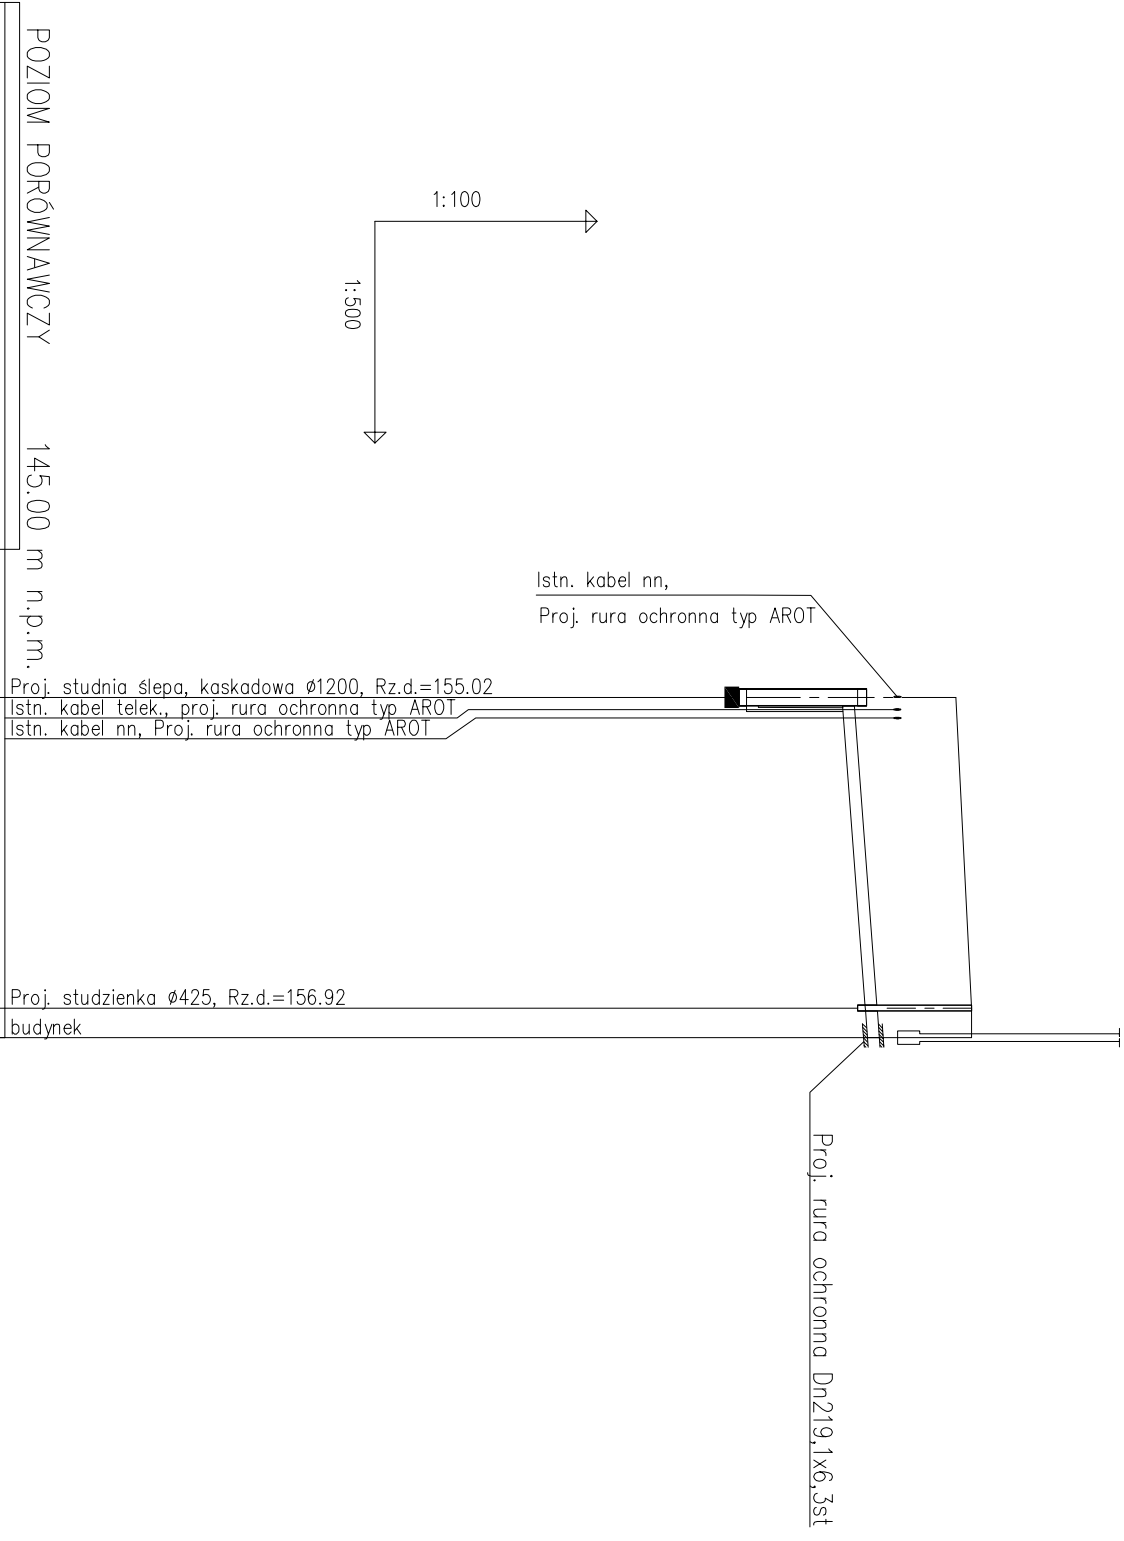 POZIOM PORÓWNAWCZY 145.00 m n.p.m.
1:100
1:500
Istn. kabel nn,
Proj. rura ochronna typ AROT
Proj. studnia ślepa, kaskadowa ø1200, Rz.d.=155.02
Istn. kabel telek., proj. rura ochronna typ AROT
Istn. kabel nn, Proj. rura ochronna typ AROT
Proj. studzienka ø425, Rz.d.=156.92
budynek
Proj. rura ochronna Dn219,1x6,3st